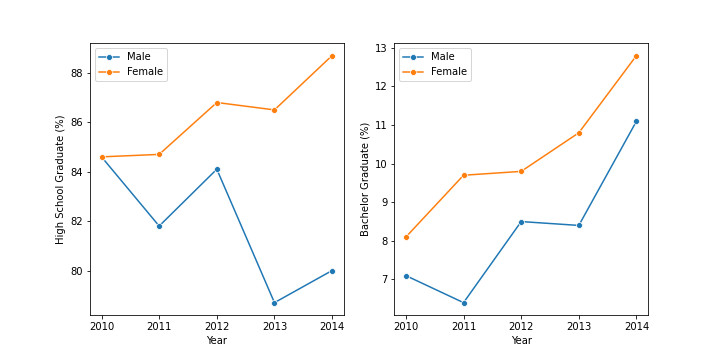 Male
Female
High School Graduate (%)
88
86
84
82
80
2010
2011
2012
2013
2014
Year
Male
Female
Bachelor Graduate (%)
13
12
11
10
9
8
7
2010
2011
2012
2013
2014
Year